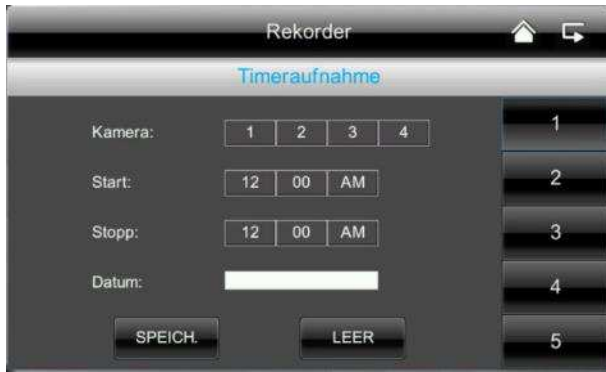 Rekorder
Timeraufnahme
Kamera: 1 2 3 4
Start: 12 00 AM
Stopp: 12 00 AM
Datum:
SPEICH. LEER
1
2
3
4
5